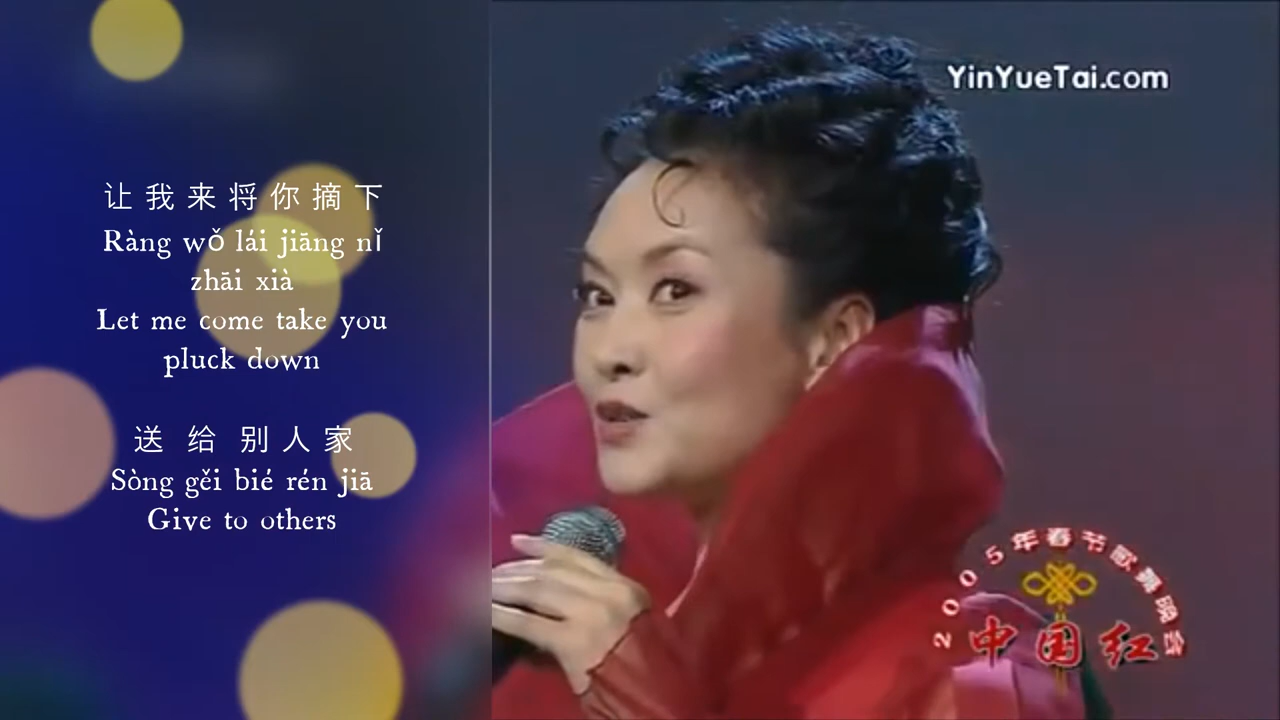 让我来将你摘下
Ràng wǒ lái jiāng nǐ
zhāi xià
Let me come take you
pluck down
送给别人家
Sòng gěi bié rén jiā
Give to others
YinYueTai.com
2005年春节歌舞晚会
中国红